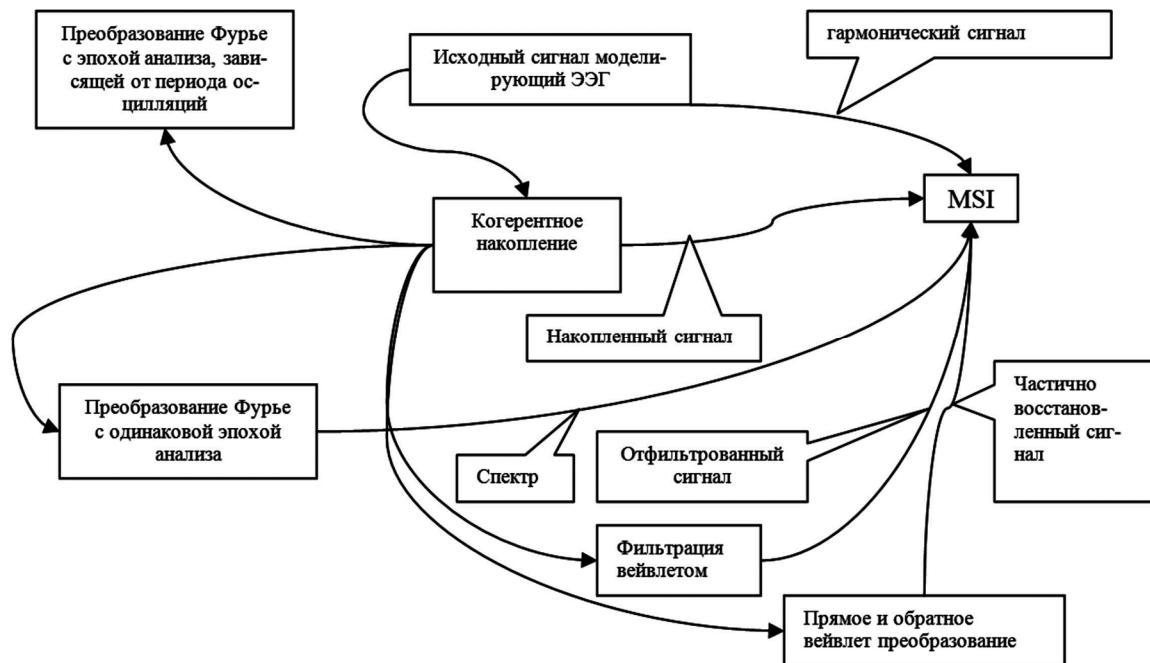 Преобразование Фурье
с эпохой анализа, зави-
сящей от периода ос-
цилляций
Исходный сигнал модели-
рующий ЭЭГ
гармонический сигнал
MSI
Когерентное
накопление
Накопленный сигнал
Преобразование Фурье
с одинаковой эпохой
анализа
Спектр
Отфильтрованный
сигнал
Частично
восстанов-
ленный сиг-
нал
Фильтрация
вейвлетом
Прямое и обратное
вейвлет преобразование